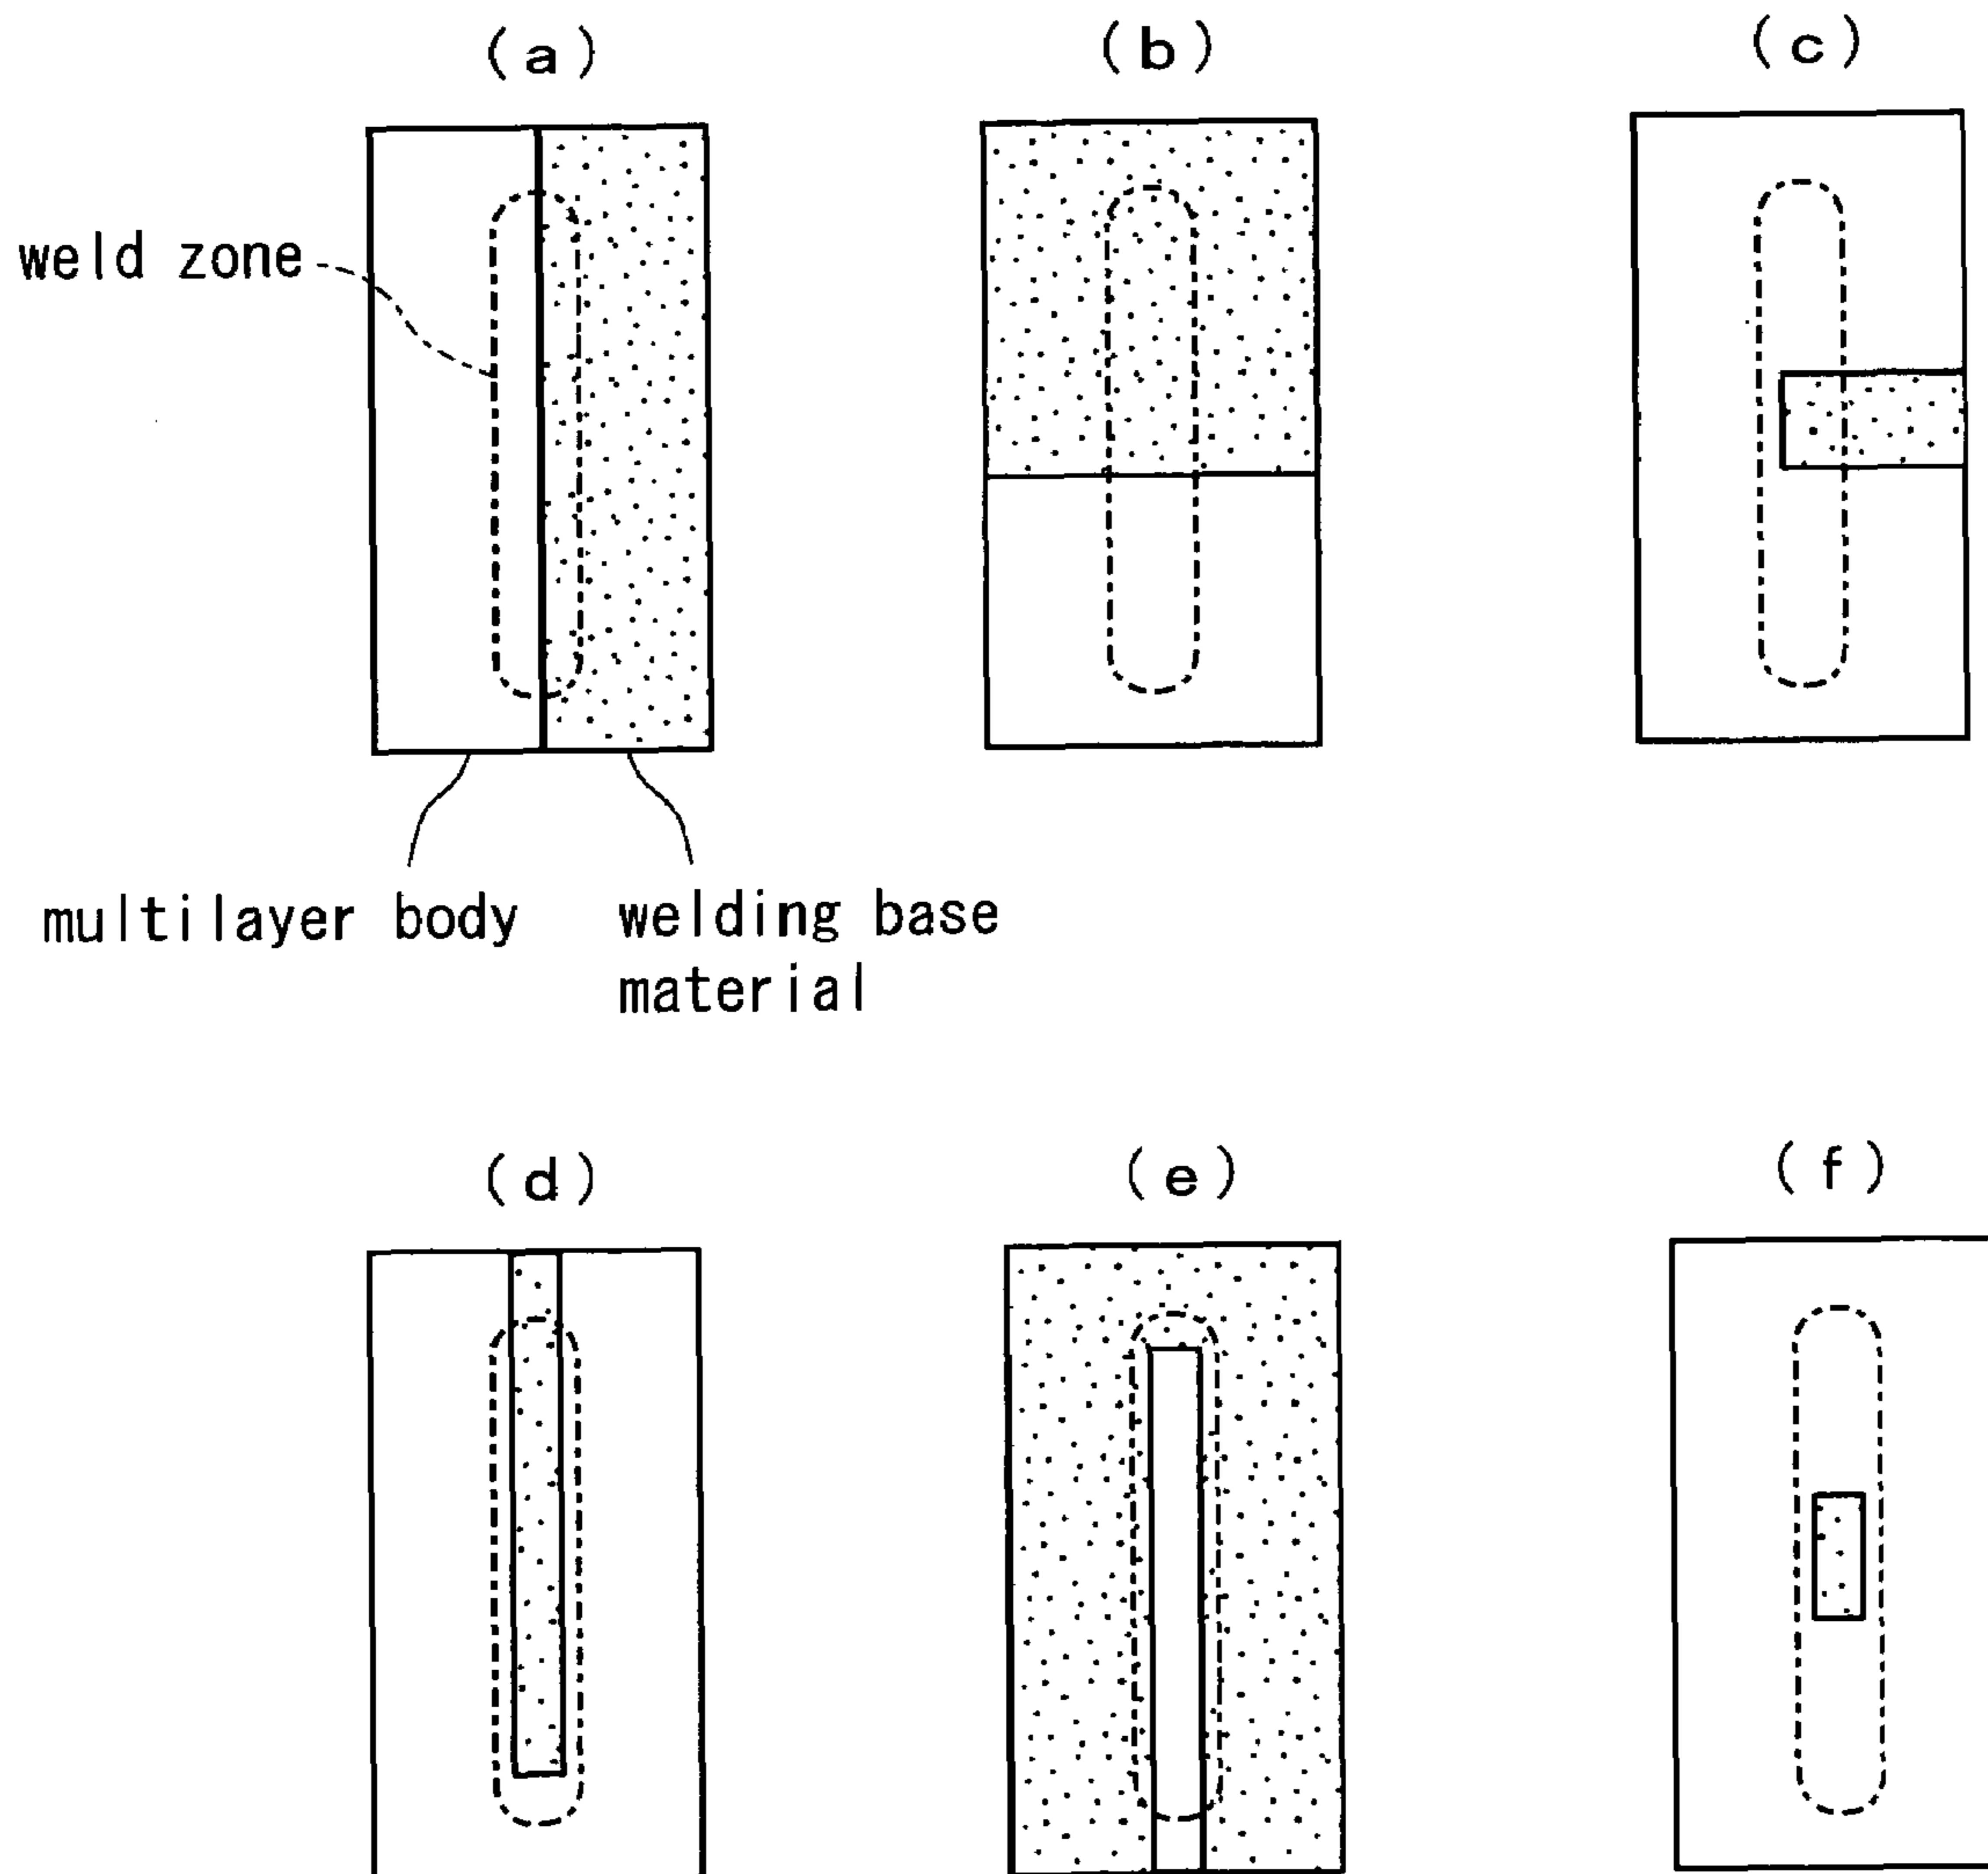 (a)
(b)
(c)
weld zone
multilayer body
welding base
material
(d)
(e)
(f)